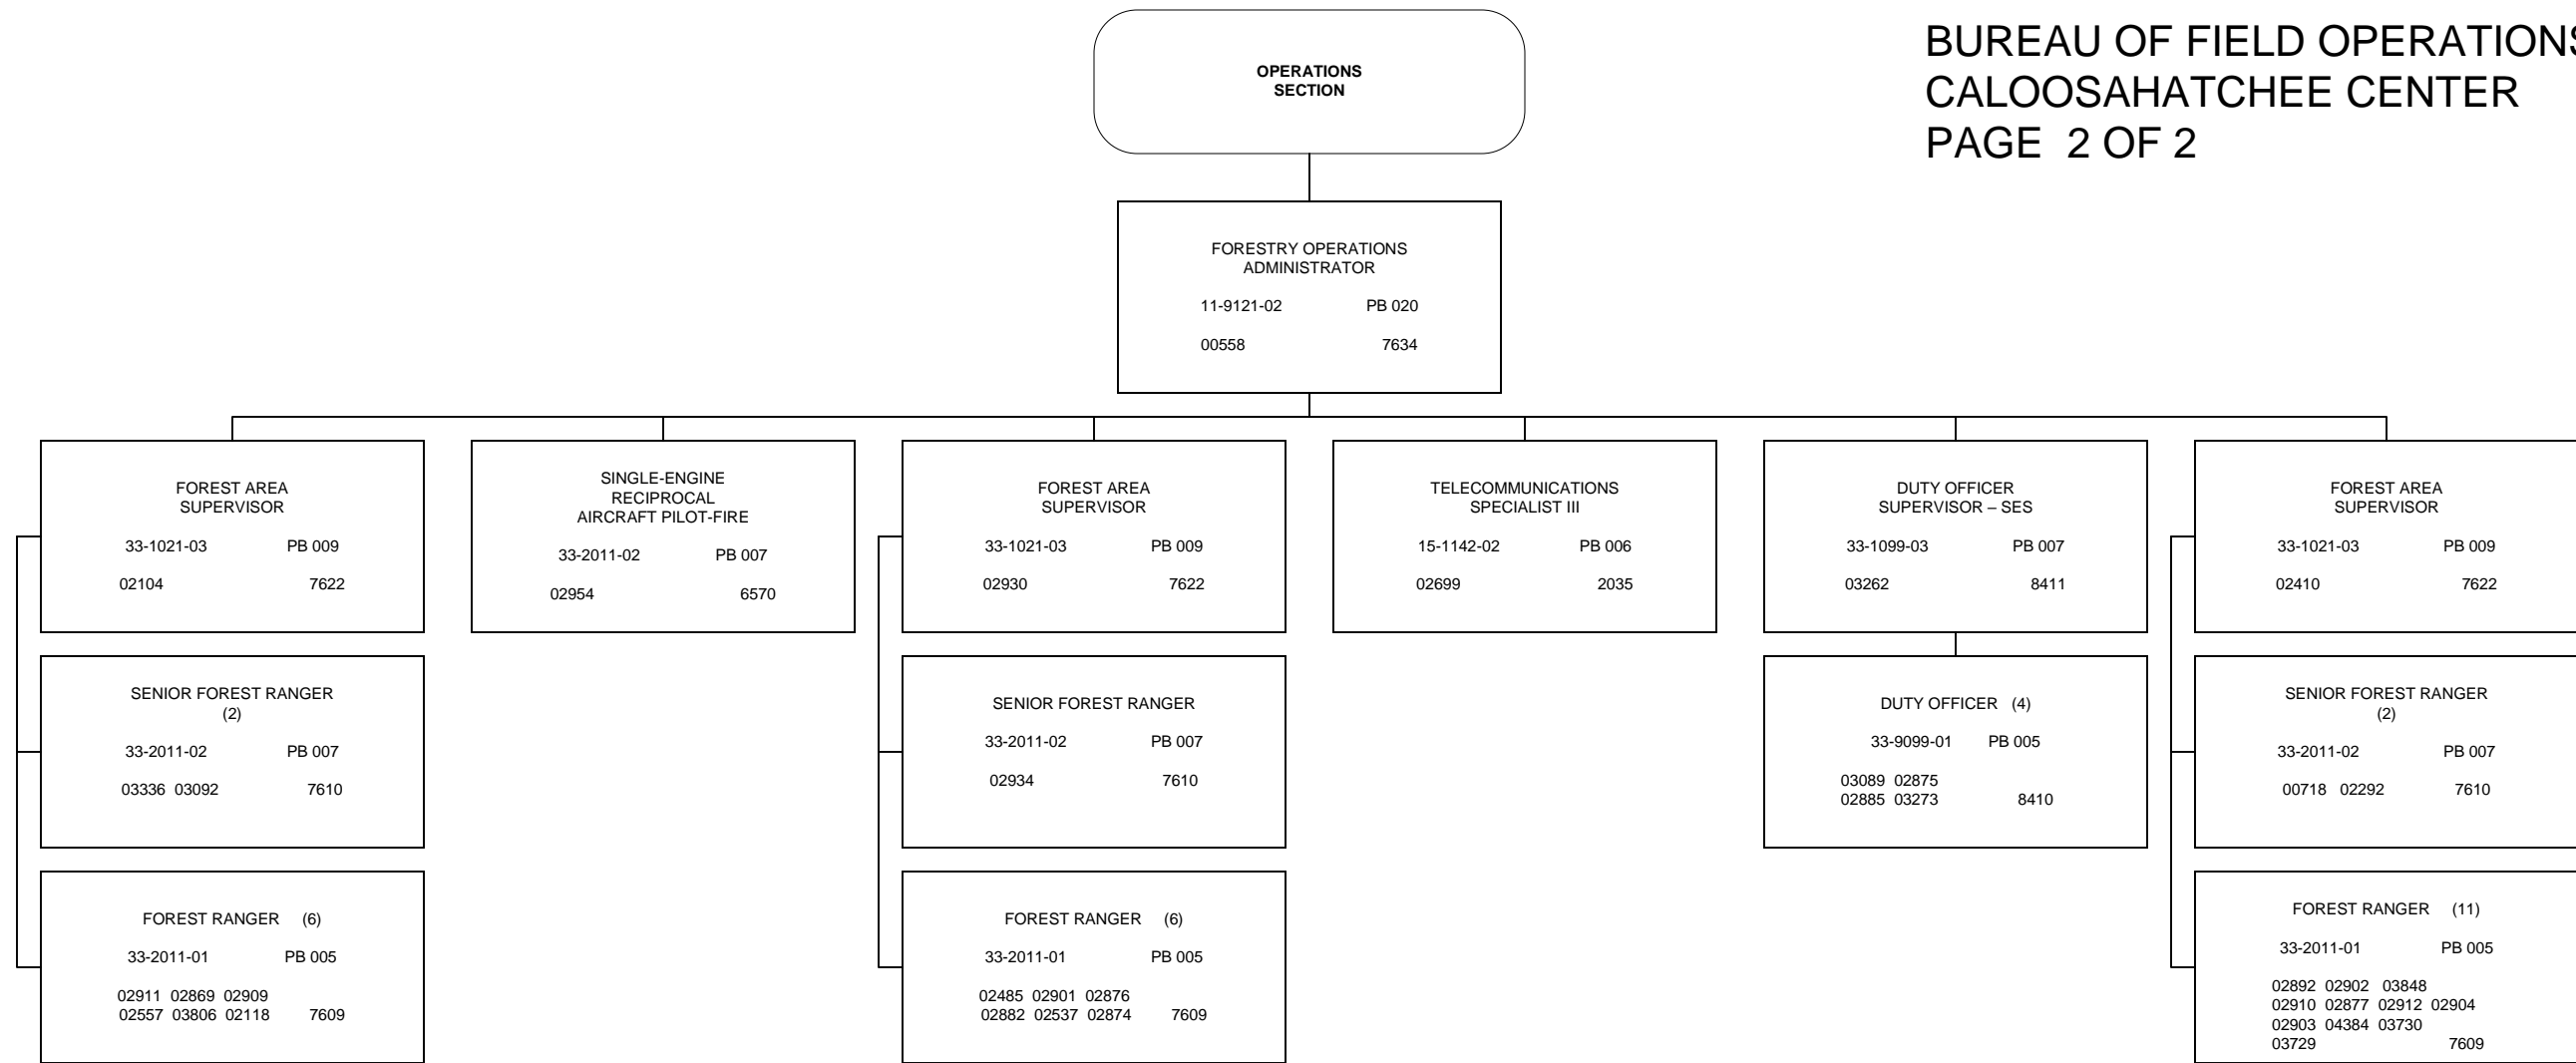 BUREAU OF FIELD OPERATIONS
CALOOSAHATCHEE CENTER
PAGE 2 OF 2
OPERATIONS
SECTION
FORESTRY OPERATIONS
ADMINISTRATOR
11-9121-02 PB 020
00558 7634
FOREST AREA
SUPERVISOR
33-1021-03 PB 009
02104 7622
SENIOR FOREST RANGER
(2)
33-2011-02 PB 007
03336 03092 7610
FOREST RANGER (6)
33-2011-01 PB 005
02911 02869 02909
02557 03806 02118 7609
SINGLE-ENGINE
RECIPROCAL
AIRCRAFT PILOT-FIRE
33-2011-02 PB 007
02954 6570
FOREST AREA
SUPERVISOR
33-1021-03 PB 009
02930 7622
SENIOR FOREST RANGER
33-2011-02 PB 007
02934 7610
FOREST RANGER (6)
33-2011-01 PB 005
02485 02901 02876
02882 02537 02874 7609
TELECOMMUNICATIONS
SPECIALIST III
15-1142-02 PB 006
02699 2035
DUTY OFFICER
SUPERVISOR – SES
33-1099-03 PB 007
03262 8411
DUTY OFFICER (4)
33-9099-01 PB 005
03089 02875
02885 03273 8410
FOREST AREA
SUPERVISOR
33-1021-03 PB 009
02410 7622
SENIOR FOREST RANGER
(2)
33-2011-02 PB 007
00718 02292 7610
FOREST RANGER (11)
33-2011-01 PB 005
02892 02902 03848
02910 02877 02912 02904
02903 04384 03730
03729 7609